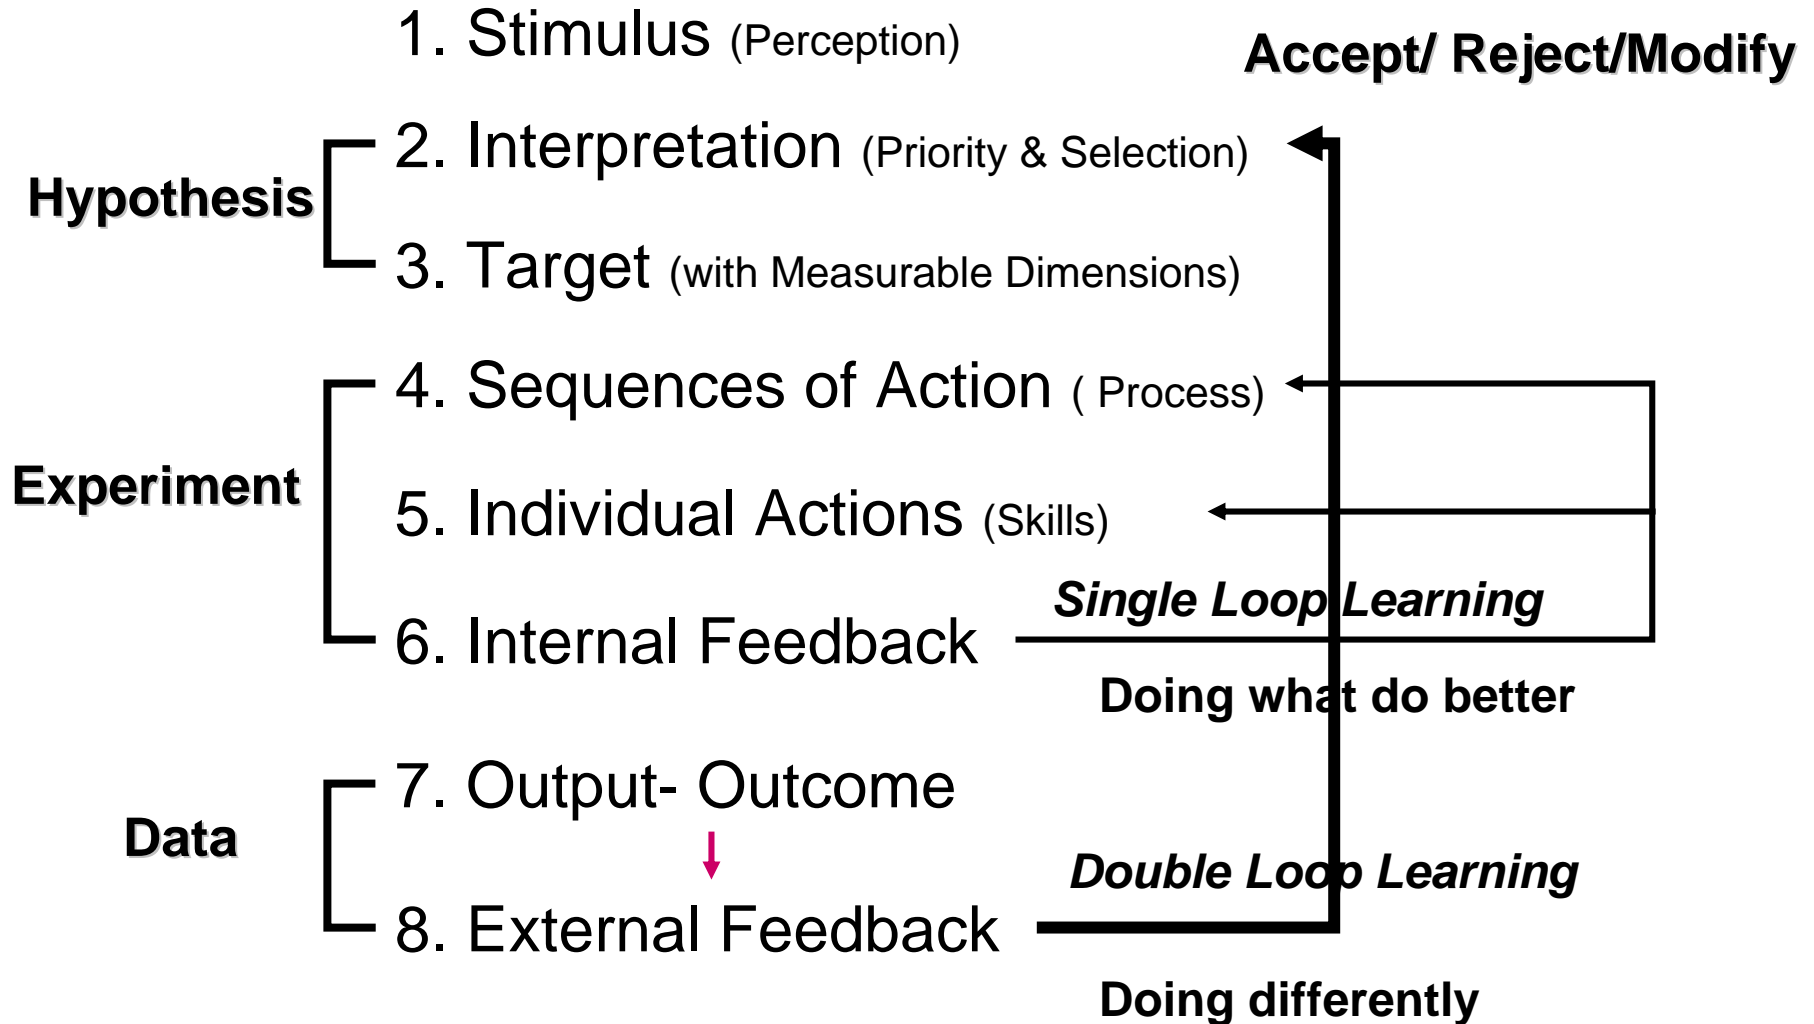 1. Stimulus (Perception)
Accept/ Reject/Modify
2. Interpretation (Priority & Selection)
Hypothesis
3. Target (with Measurable Dimensions)
4. Sequences of Action ( Process)
Experiment
5. Individual Actions (Skills)
Single Loop Learning
6. Internal Feedback
Doing what do better
7. Output- Outcome
Data
Double Loop Learning
8. External Feedback
Doing differently